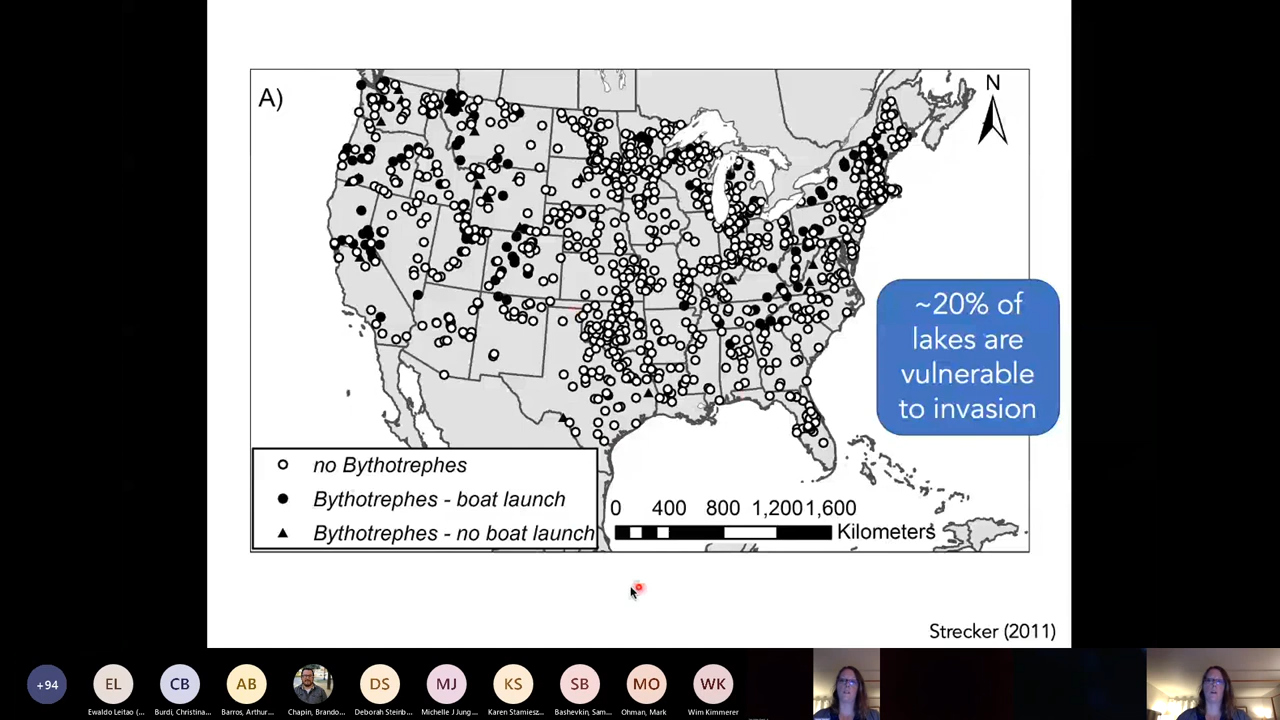 A)
N
~20% of
lakes are
vulnerable
to invasion
no Bythotrephes
Bythotrephes - boat launch
Bythotrephes - no boat launch
0 400 800 1,200 1,600
Kilometers
Strecker (2011)
+94 EL CB AB DS MJ KS SB MO WK
Ewaldo Leitao (... Burdi, Christina... Barros, Arthur... Chapin, Brando... Deborah Steinb... Michelle J Jung... Karen Stamiesz... Bashevkin, Sam... Ohman, Mark Wim Kimmerer